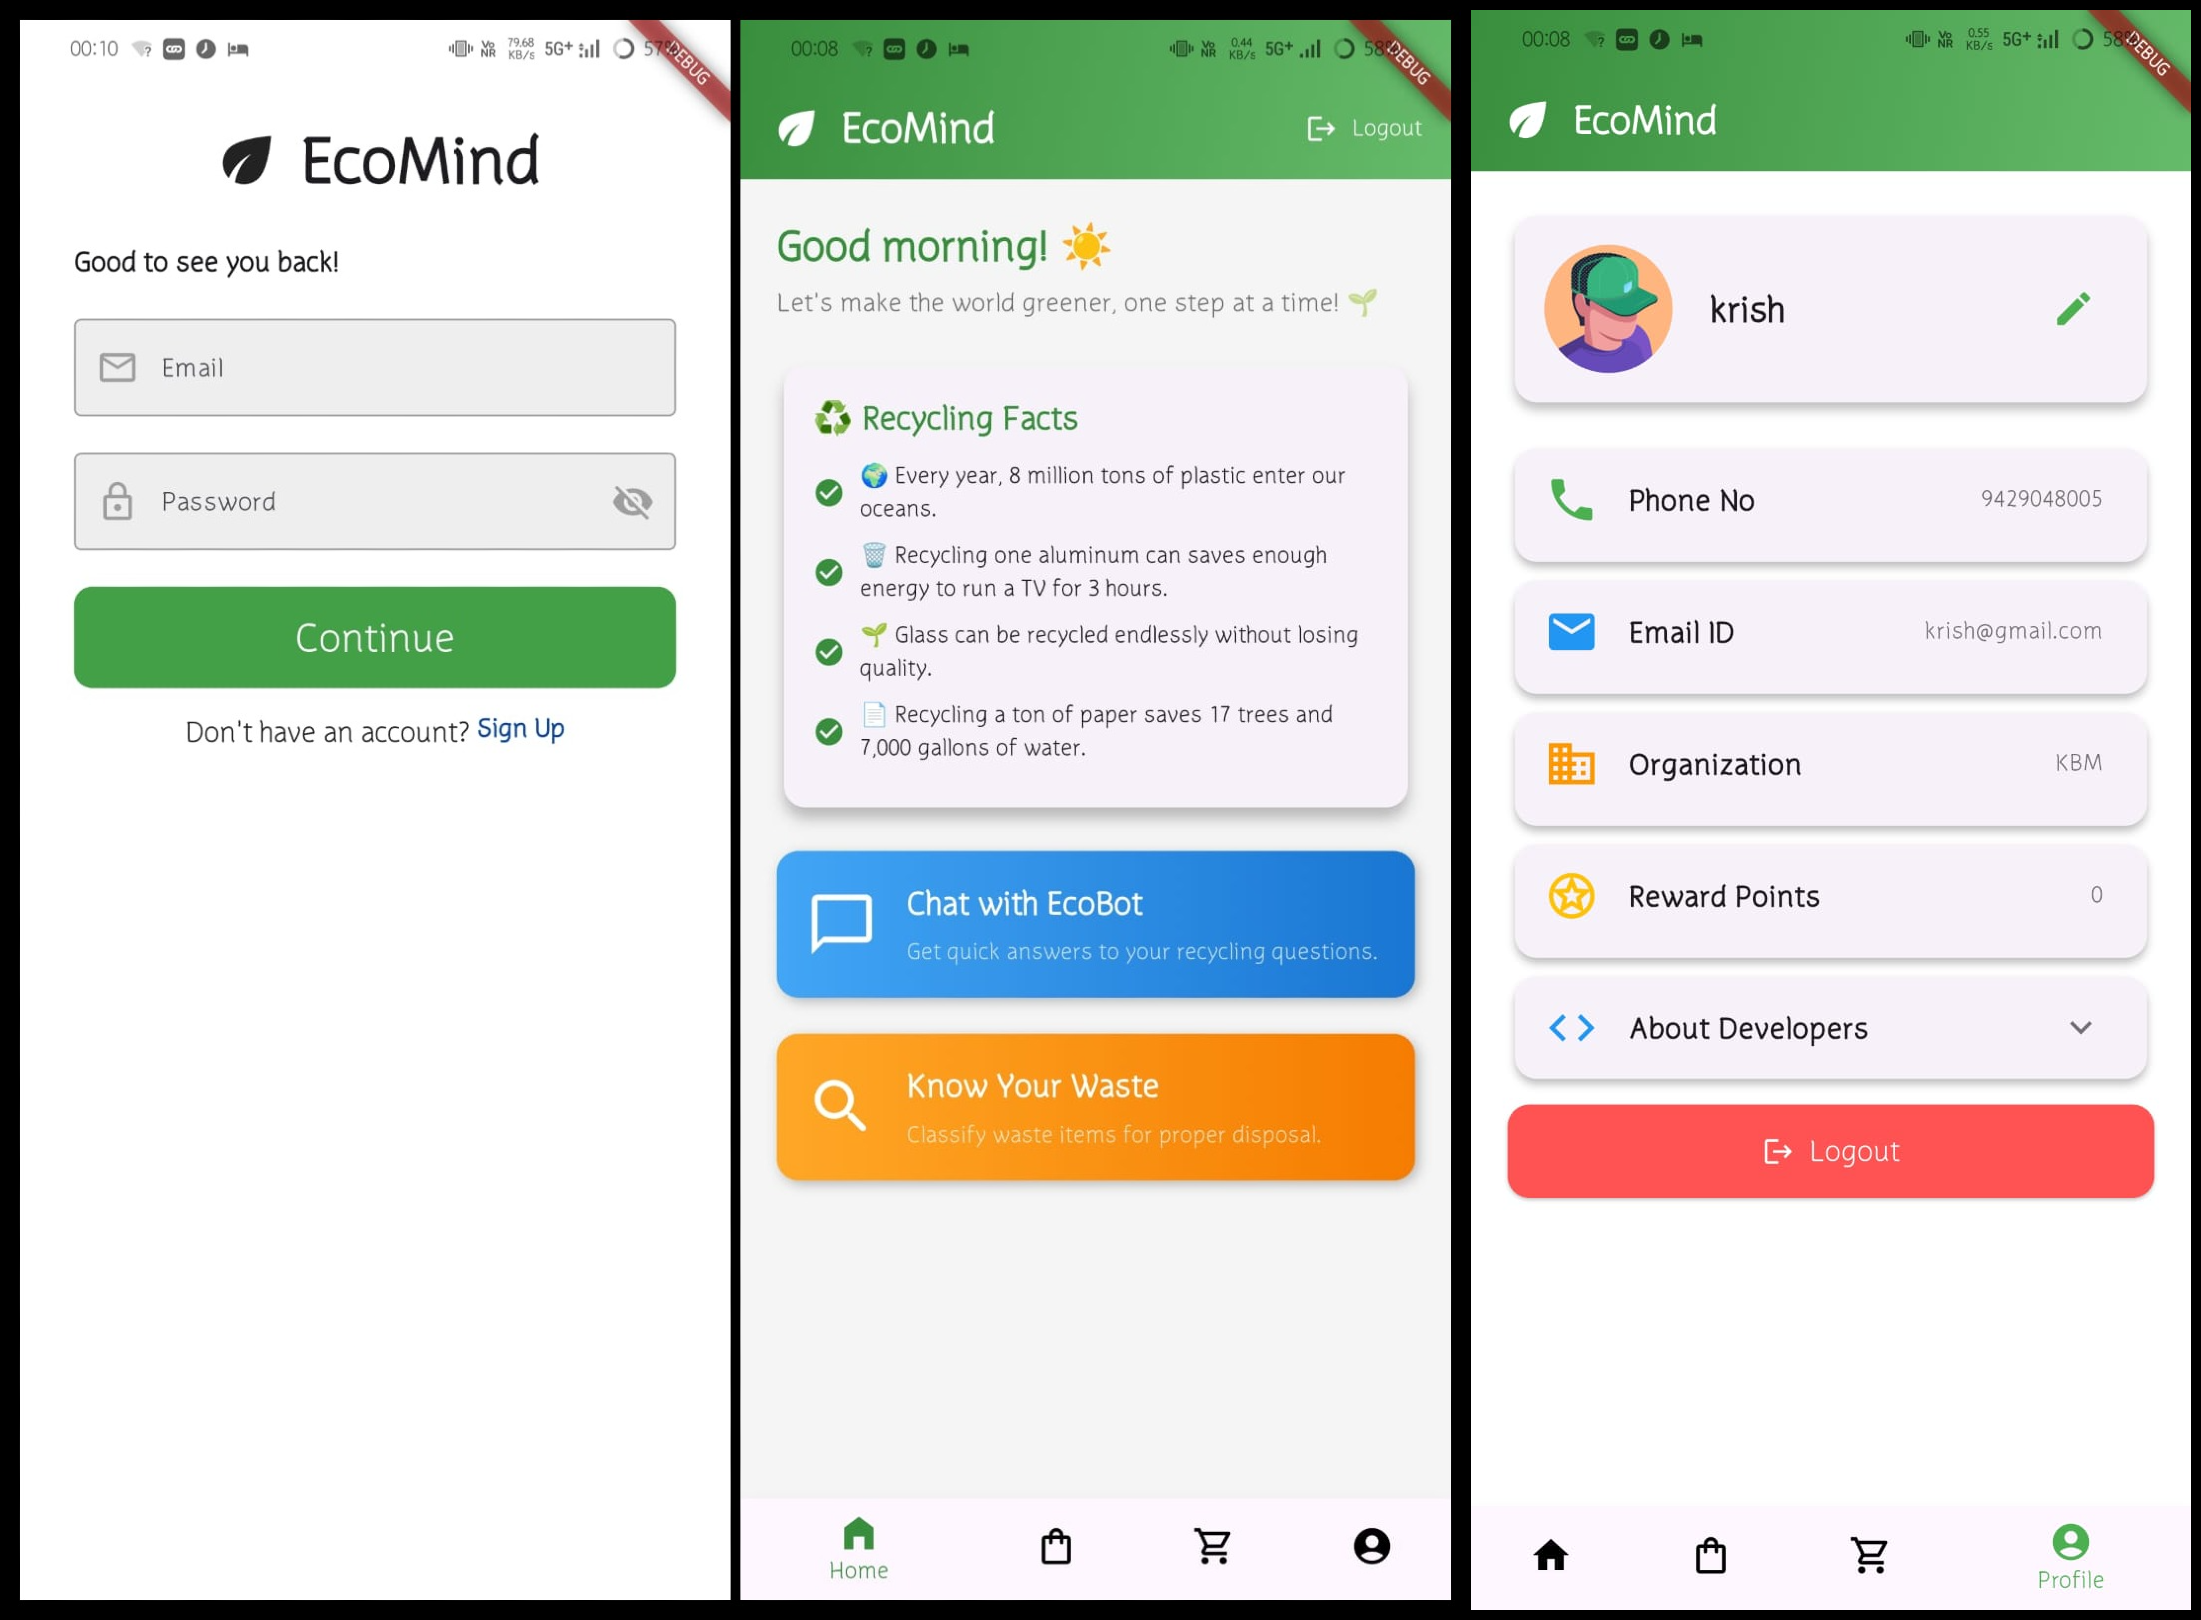 00:10
Vo
NR
79.68
KB/s
5G+
57%
DEBUG
EcoMind
Good to see you back!
Email
Password
Continue
Don't have an account? Sign Up
00:08
Vo
NR
0.44
KB/s
5G+
58
DEBUG
EcoMind
Logout
Good morning!
Let's make the world greener, one step at a time!
Recycling Facts
Every year, 8 million tons of plastic enter our
oceans.
Recycling one aluminum can saves enough
energy to run a TV for 3 hours.
Glass can be recycled endlessly without losing
quality.
Recycling a ton of paper saves 17 trees and
7,000 gallons of water.
Chat with EcoBot
Get quick answers to your recycling questions.
Know Your Waste
Classify waste items for proper disposal.
Home
00:08
Vo
NR
0.55
KB/s
5G+
58
DEBUG
EcoMind
krish
Phone No 9429048005
Email ID krish@gmail.com
Organization KBM
Reward Points 0
About Developers
Logout
Profile